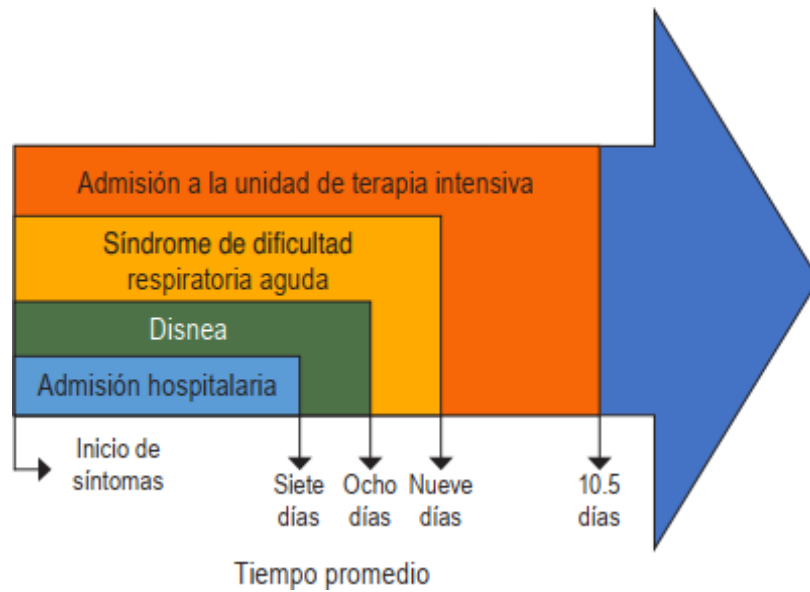 Admisión a la unidad de terapia intensiva
Síndrome de dificultad
respiratoria aguda
Disnea
Admisión hospitalaria
Inicio de
síntomas
Siete
días
Ocho
días
Nueve
días
10.5
días
Tiempo promedio